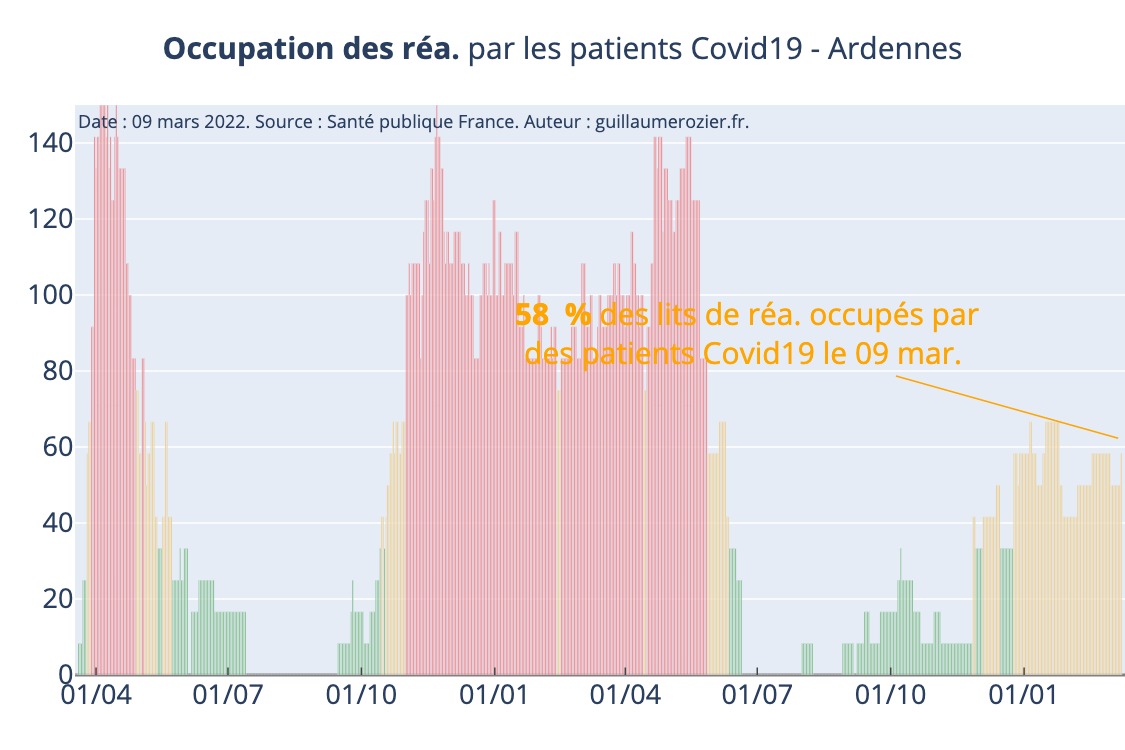 Occupation des réa. par les patients Covid19 - Ardennes
Date : 09 mars 2022. Source : Santé publique France. Auteur : guillaumerozier.fr.
140
120
100
58 % des lits de réa. occupés par
des patients Covid19 le 09 mar.
80
60
40
20
0
01/04 01/07 01/10 01/01 01/04 01/07 01/10 01/01